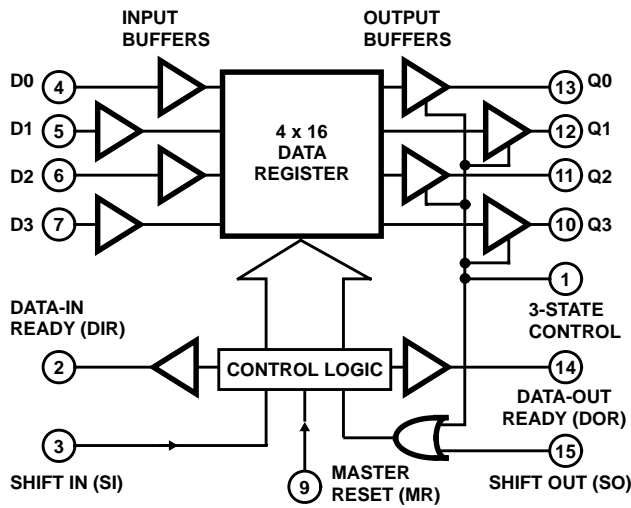 INPUT
BUFFERS
OUTPUT
BUFFERS
D0 4
13 Q0
D1 5
12 Q1
4 x 16
DATA
REGISTER
D2 6
11 Q2
D3 7
10 Q3
1
3-STATE
CONTROL
DATA-IN
READY (DIR)
2
CONTROL LOGIC
14
DATA-OUT
READY (DOR)
3
SHIFT IN (SI)
9
MASTER
RESET (MR)
15
SHIFT OUT (SO)